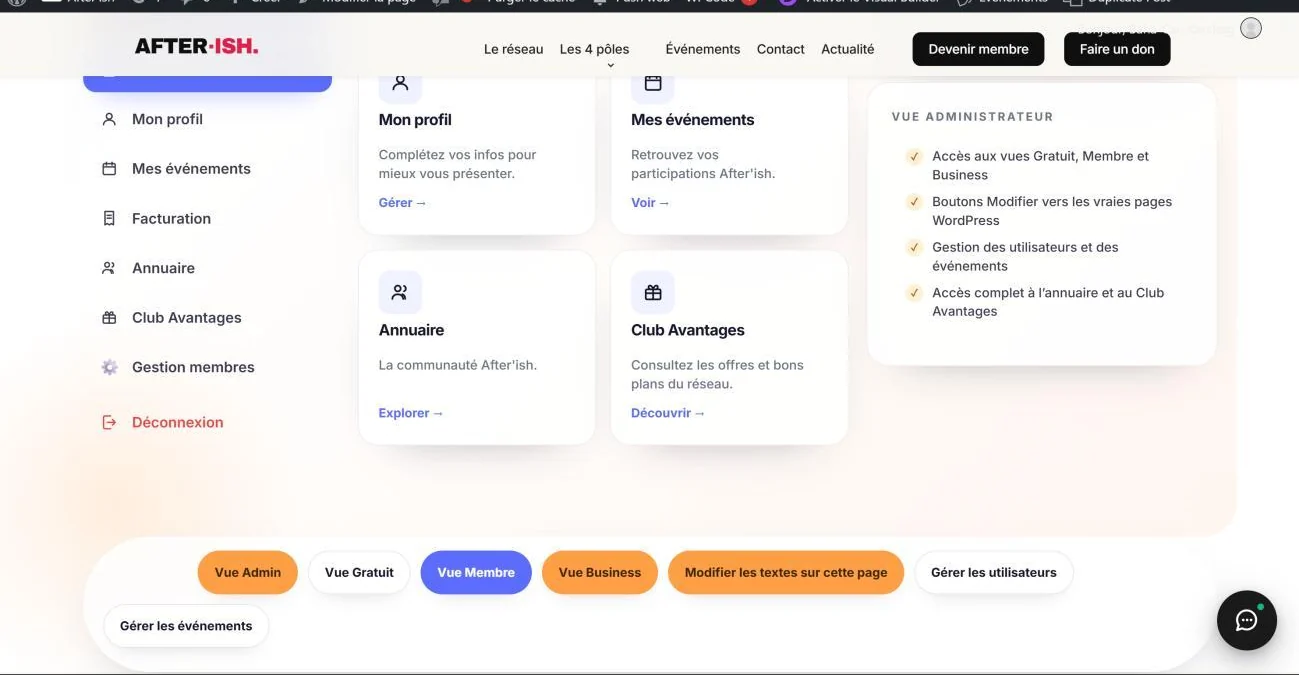 AFTER·ISH.
Le réseau
Les 4 pôles
Événements
Contact
Actualité
Devenir membre
Faire un don
Mon profil
Mes événements
Facturation
Annuaire
Club Avantages
Gestion membres
Déconnexion
Mon profil
Complétez vos infos pour
mieux vous présenter.
Gérer →
Mes événements
Retrouvez vos
participations After'ish.
Voir →
Annuaire
La communauté After'ish.
Explorer →
Club Avantages
Consultez les offres et bons
plans du réseau.
Découvrir →
VUE ADMINISTRATEUR
Accès aux vues Gratuit, Membre et
Business
Boutons Modifier vers les vraies pages
WordPress
Gestion des utilisateurs et des
événements
Accès complet à l’annuaire et au Club
Avantages
Vue Admin
Vue Gratuit
Vue Membre
Vue Business
Modifier les textes sur cette page
Gérer les utilisateurs
Gérer les événements